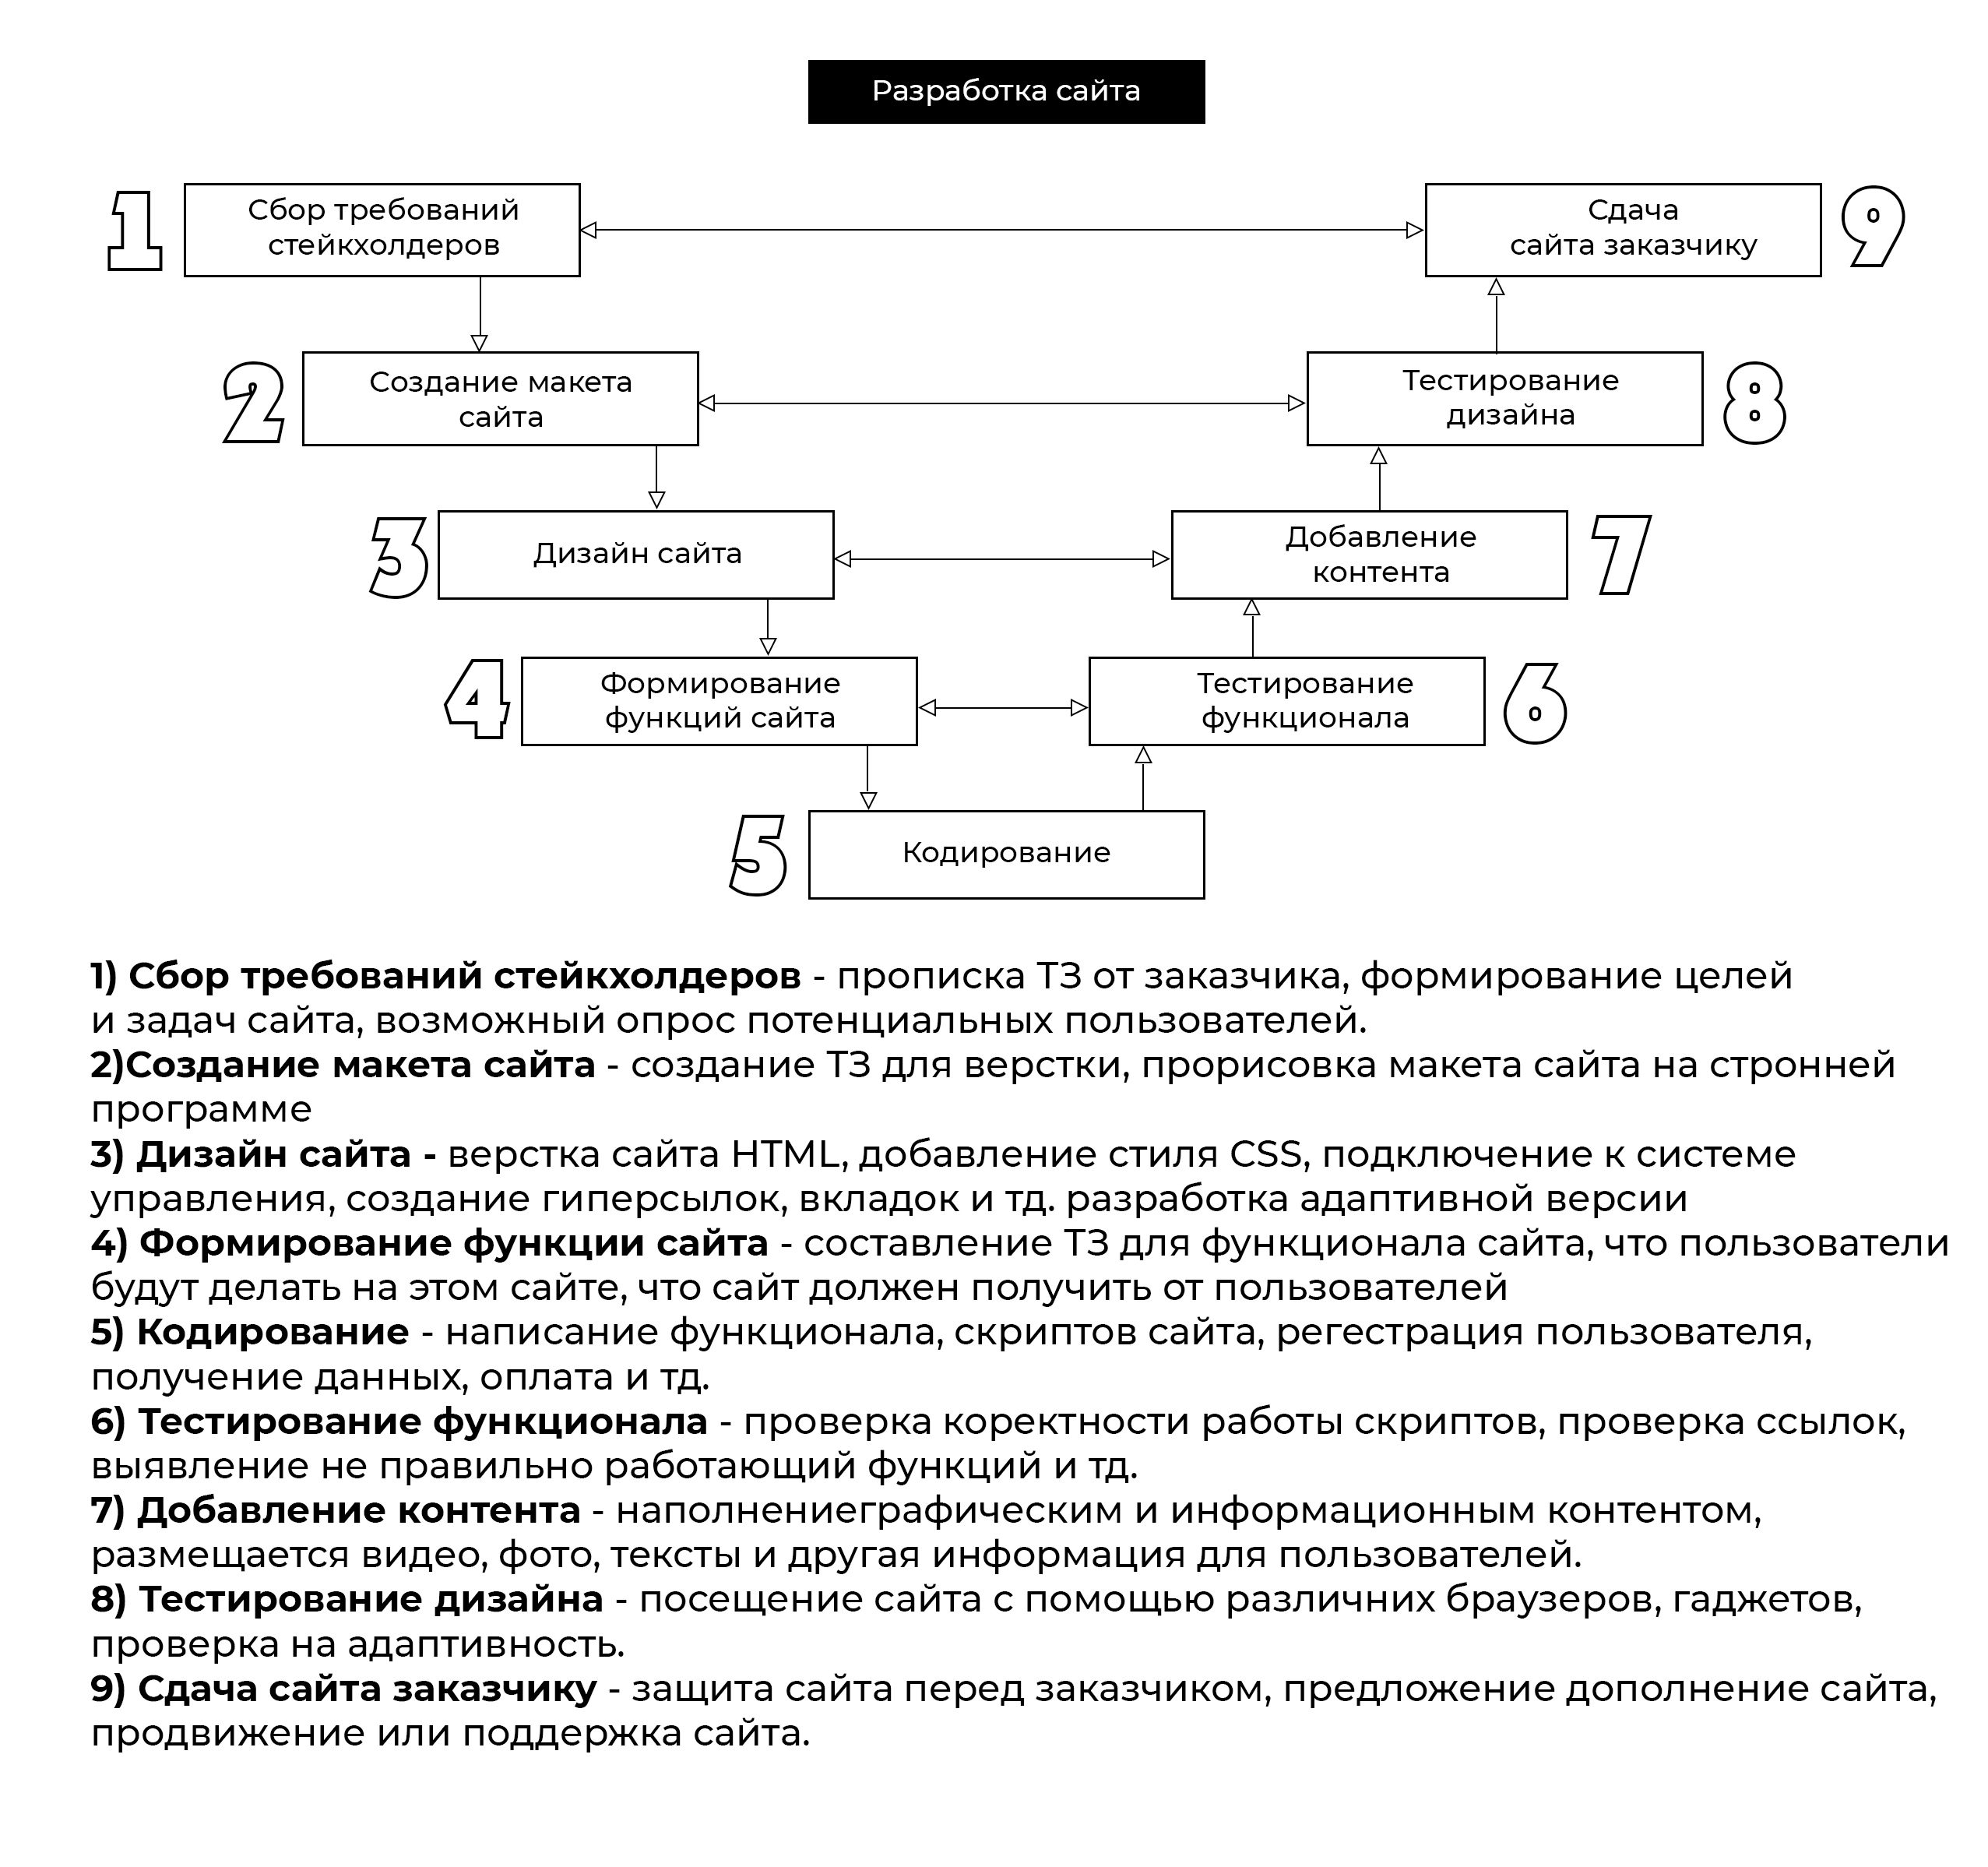 Разработка сайта
1
Сбор требований
стейкхолдеров
Сдача
сайта заказчику
9
2
Создание макета
сайта
Тестирование
дизайна
8
3
Дизайн сайта
Добавление
контента
7
4
Формирование
функций сайта
Тестирование
функционала
6
5
Кодирование
1) Сбор требований стейкхолдеров - прописка ТЗ от заказчика, формирование целей
и задач сайта, возможный опрос потенциальных пользователей.
2)Создание макета сайта - создание ТЗ для верстки, прорисовка макета сайта на стронней
программе
3) Дизайн сайта - верстка сайта HTML, добавление стиля CSS, подключение к системе
управления, создание гиперсылок, вкладок и тд. разработка адаптивной версии
4) Формирование функции сайта - составление ТЗ для функционала сайта, что пользователи
будут делать на этом сайте, что сайт должен получить от пользователей
5) Кодирование - написание функционала, скриптов сайта, регестрация пользователя,
получение данных, оплата и тд.
6) Тестирование функционала - проверка коректности работы скриптов, проверка ссылок,
выявление не правильно работающий функций и тд.
7) Добавление контента - наполнениеграфическим и информационным контентом,
размещается видео, фото, тексты и другая информация для пользователей.
8) Тестирование дизайна - посещение сайта с помощью различних браузеров, гаджетов,
проверка на адаптивность.
9) Сдача сайта заказчику - защита сайта перед заказчиком, предложение дополнение сайта,
продвижение или поддержка сайта.